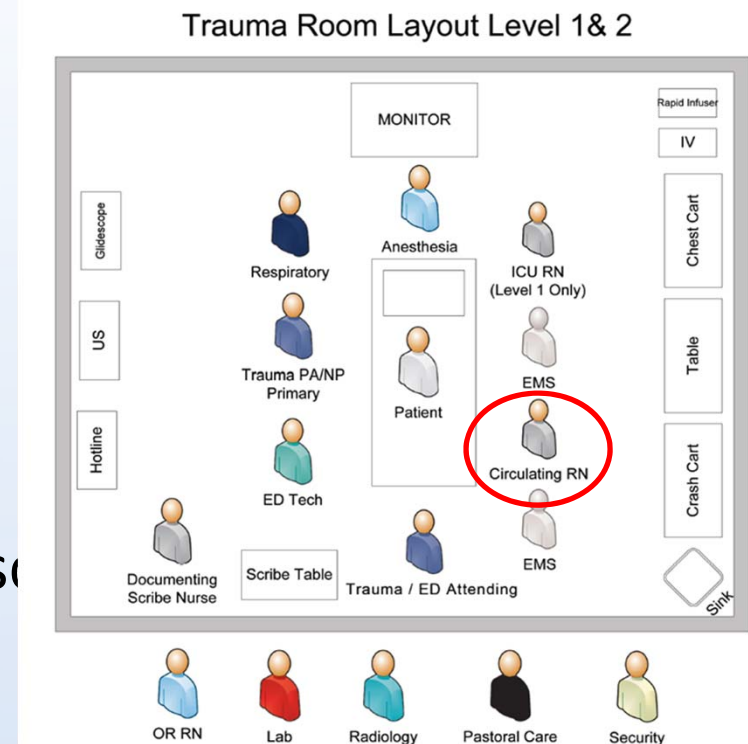 Trauma Room Layout Level 1& 2
MONITOR
Rapid Infuser
IV
Glidescope
Chest Cart
Respiratory
Anesthesia
ICU RN
(Level 1 Only)
US
Trauma PA/NP
Primary
Patient
EMS
Table
Hotline
ED Tech
Circulating RN
Crash Cart
Documenting
Scribe Nurse
Scribe Table
Trauma / ED Attending
EMS
Sink
OR RN
Lab
Radiology
Pastoral Care
Security